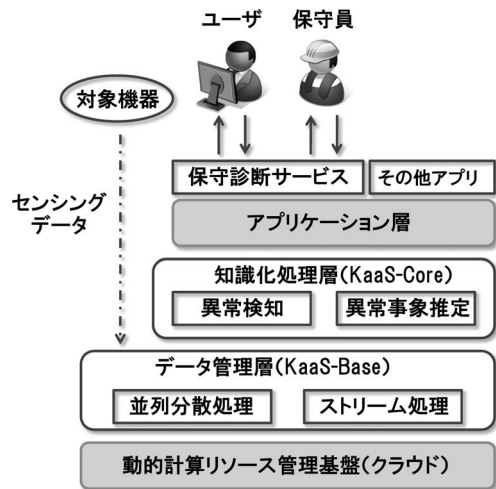 ユーザ 保守員
対象機器
センシング
データ
保守診断サービス その他アプリ
アプリケーション層
知識化処理層(KaaS-Core)
異常検知 異常事象推定
データ管理層(KaaS-Base)
並列分散処理 ストリーム処理
動的計算リソース管理基盤(クラウド)